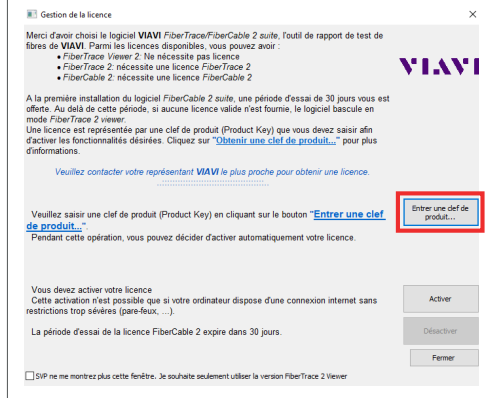 Gestion de la licence
Merci d'avoir choisi le logiciel VIAVI FiberTrace/FiberCable 2 suite, l'outil de rapport de test de
fibres de VIAVI. Parmi les licences disponibles, vous pouvez avoir :
• FiberTrace Viewer 2: Ne nécessite pas licence
• FiberTrace 2: nécessite une licence FiberTrace 2
• FiberCable 2: nécessite une licence FiberCable 2
VIAVI
A la première installation du logiciel FiberCable 2 suite, une période d'essai de 30 jours vous est
offerte. Au delà de cette période, si aucune licence valide n'est fournie, le logiciel bascule en
mode FiberTrace 2 viewer.
Une licence est représentée par une clef de produit (Product Key) que vous devez saisir afin
d'activer les fonctionnalités désirées. Cliquez sur "Obtenir une clef de produit..." pour plus
d'informations.
Veuillez contacter votre représentant VIAVI le plus proche pour obtenir une licence.
Veuillez saisir une clef de produit (Product Key) en cliquant sur le bouton "Entrer une clef
de produit...".
Pendant cette opération, vous pouvez décider d'activer automatiquement votre licence.
Entrer une clef de
produit...
Vous devez activer votre licence
Cette activation n'est possible que si votre ordinateur dispose d'une connexion internet sans
restrictions trop sévères (pare-feux, ...).
La période d'essai de la licence FiberCable 2 expire dans 30 jours.
Activer
Désactiver
Fermer
SVP ne me montrez plus cette fenêtre. Je souhaite seulement utiliser la version FiberTrace 2 Viewer